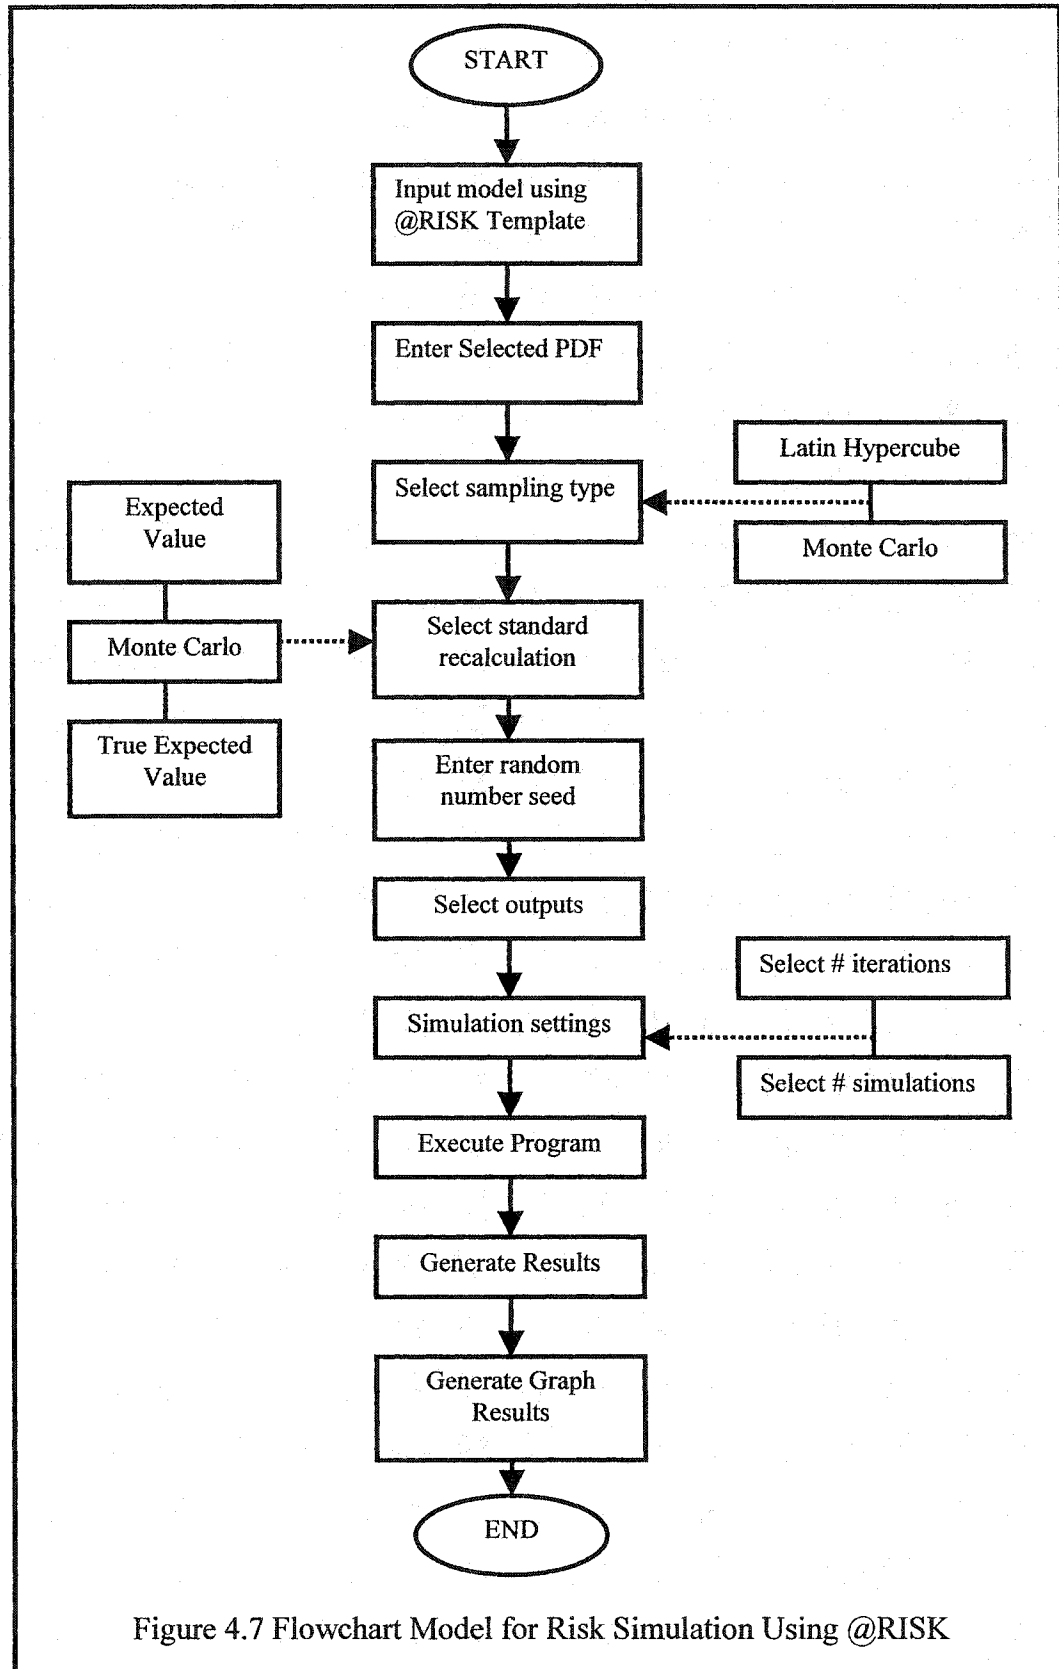 START
Input model using
@RISK Template
Enter Selected PDF
Latin Hypercube
Select sampling type
Expected
Value
Monte Carlo
Select standard
recalculation
Monte Carlo
True Expected
Value
Enter random
number seed
Select outputs
Select # iterations
Simulation settings
Select # simulations
Execute Program
Generate Results
Generate Graph
Results
END
Figure 4.7 Flowchart Model for Risk Simulation Using @RISK